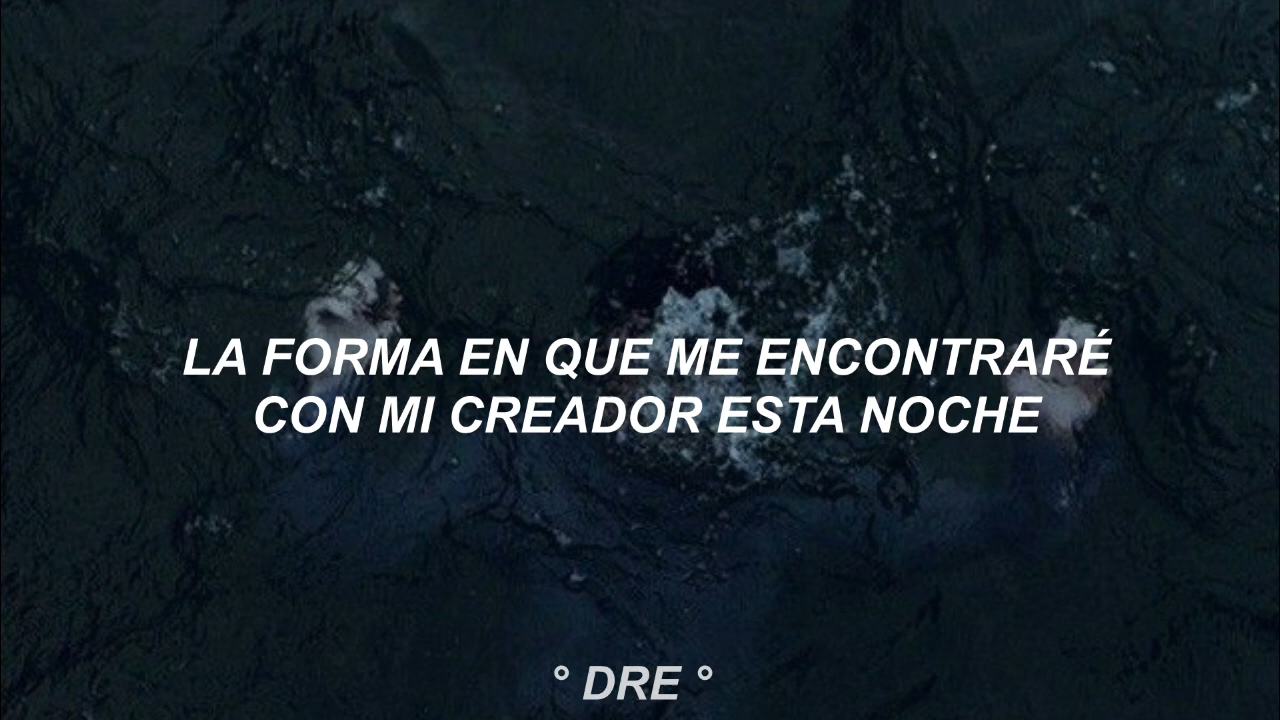 LA FORMA EN QUE ME ENCONTRARÉ
CON MI CREADOR ESTA NOCHE
° DRE °